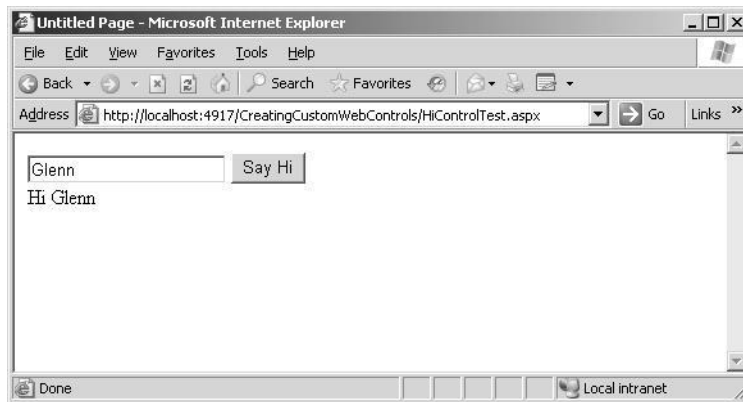 Untitled Page - Microsoft Internet Explorer
File Edit View Favorites Tools Help
Back Search Favorites
Address http://localhost:4917/CreatingCustomWebControls/HiControlTest.aspx Go Links »
Glenn Say Hi
Hi Glenn
Done Local intranet